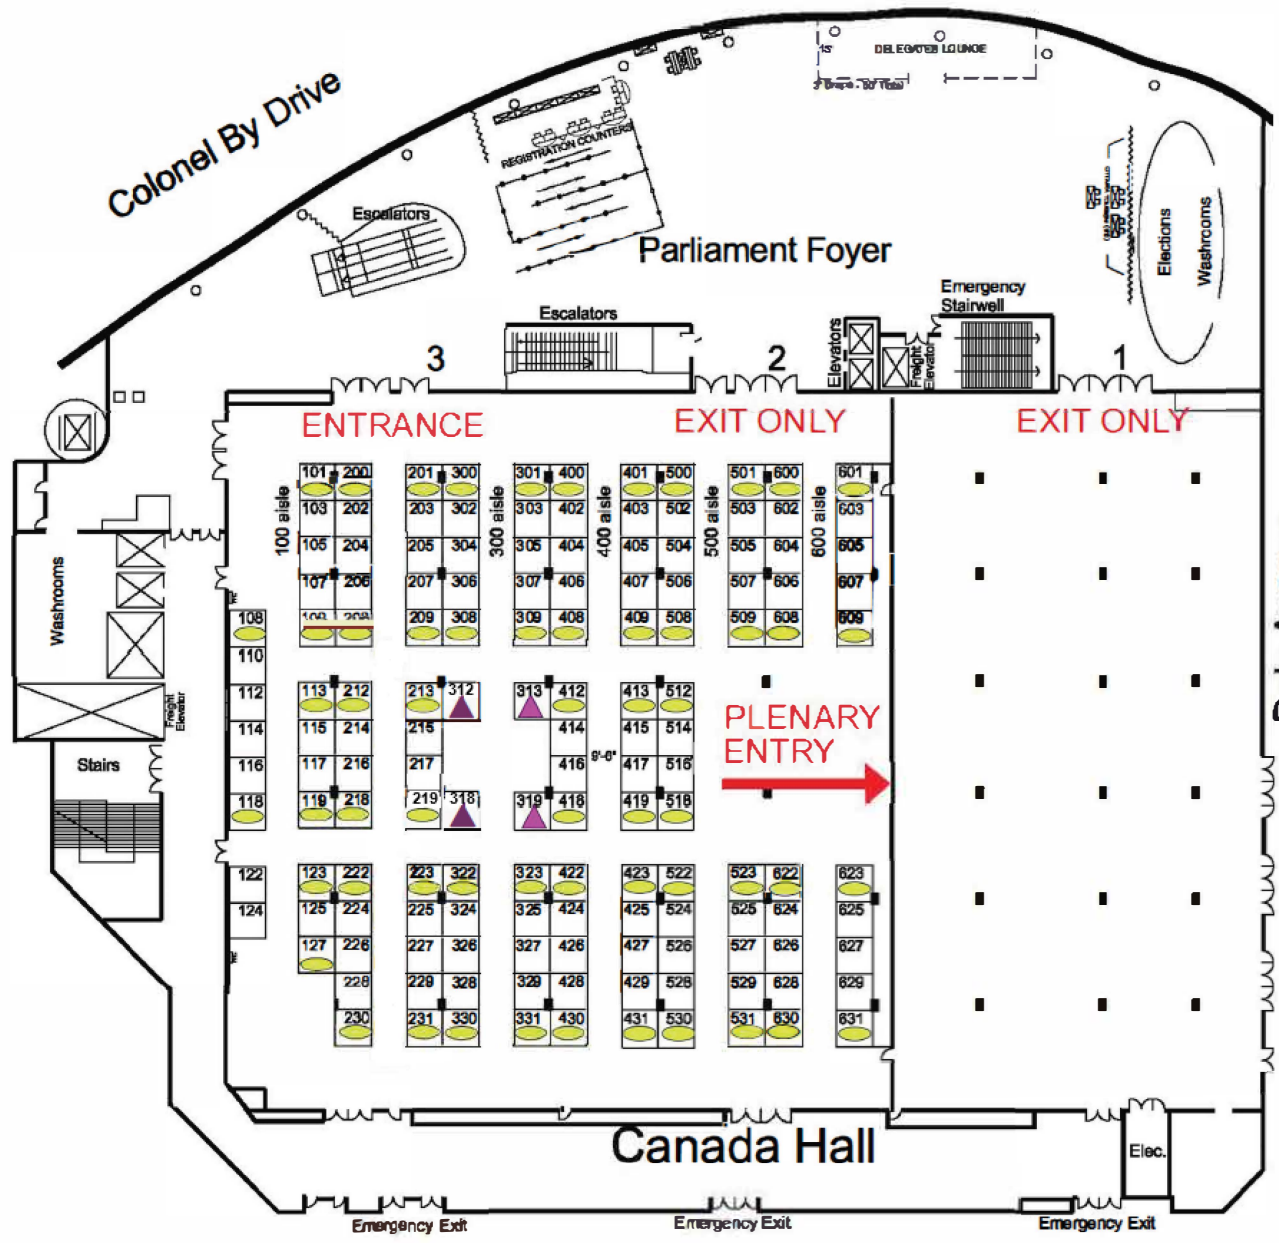 DELEGATES LOUNGE
15'
Colonel By Drive
REGISTRATION COUNTERS
Escalators
Parliament Foyer
Elections
Washrooms
Emergency
Stairwell
Escalators
Elevators
Freight
Elevator
3
2
1
ENTRANCE
EXIT ONLY
EXIT ONLY
101 200 201 300 301 400 401 500 501 600 601
100 aisle
300 aisle
400 aisle
500 aisle
600 aisle
103 202 203 302 303 402 403 502 503 602 603
105 204 205 304 305 404 405 504 505 604 605
107 206 207 306 307 406 407 506 507 606 607
Washrooms
108 109 208 209 308 309 408 409 508 509 608 609
110
112 113 212 213 312 313 412 413 512
Freight
Elevator
PLENARY
ENTRY
114 115 214 215 414 415 514
Stairs
116 117 216 217 416 9'-6" 417 516
118 119 218 219 318 319 418 419 518
122 123 222 223 322 323 422 423 522 523 622 623
124 125 224 225 324 325 424 425 524 525 624 625
127 226 227 326 327 426 427 526 527 626 627
228 229 328 329 428 429 528 529 628 629
230 231 330 331 430 431 530 531 630 631
Canada Hall
Elec.
Emergency Exit
Emergency Exit
Emergency Exit